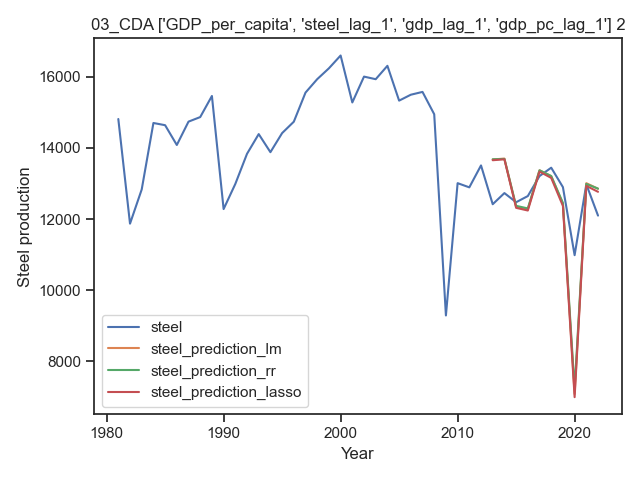 03_CDA ['GDP_per_capita', 'steel_lag_1', 'gdp_lag_1', 'gdp_pc_lag_1'] 2
Steel production
16000
14000
12000
10000
8000
steel
steel_prediction_lm
steel_prediction_rr
steel_prediction_lasso
1980
1990
2000
2010
2020
Year